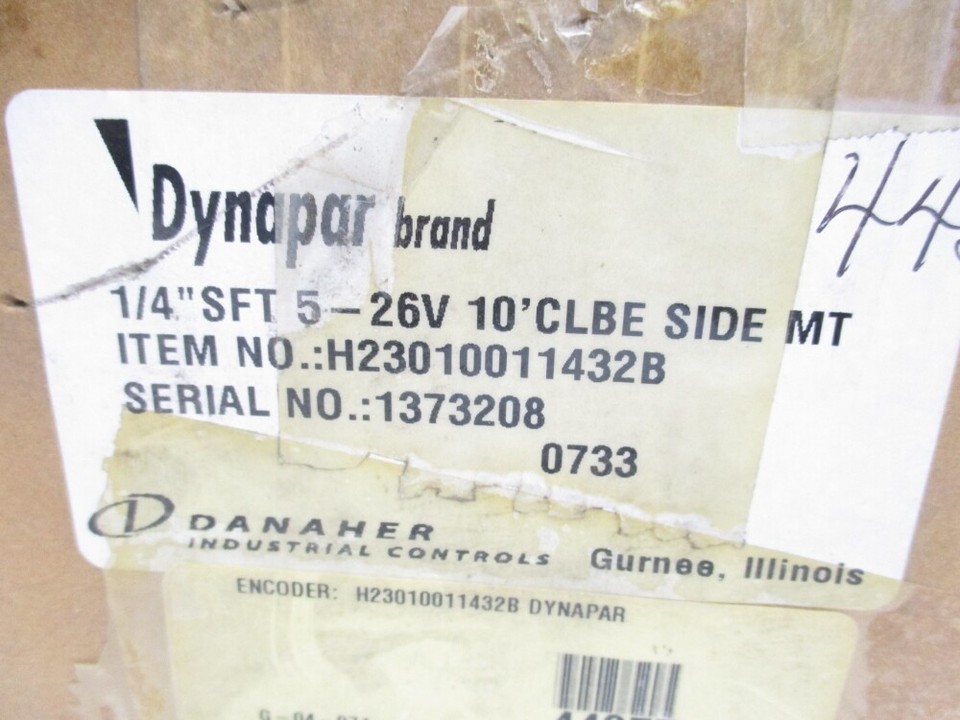 Dynapar brand
1/4"SFT 5-26V 10'CLBE SIDE MT
ITEM NO.:H23010011432B
SERIAL NO.:1373208
0733
DANAHER
INDUSTRIAL CONTROLS Gurnee, Illinois
ENCODER: H23010011432B DYNAPAR